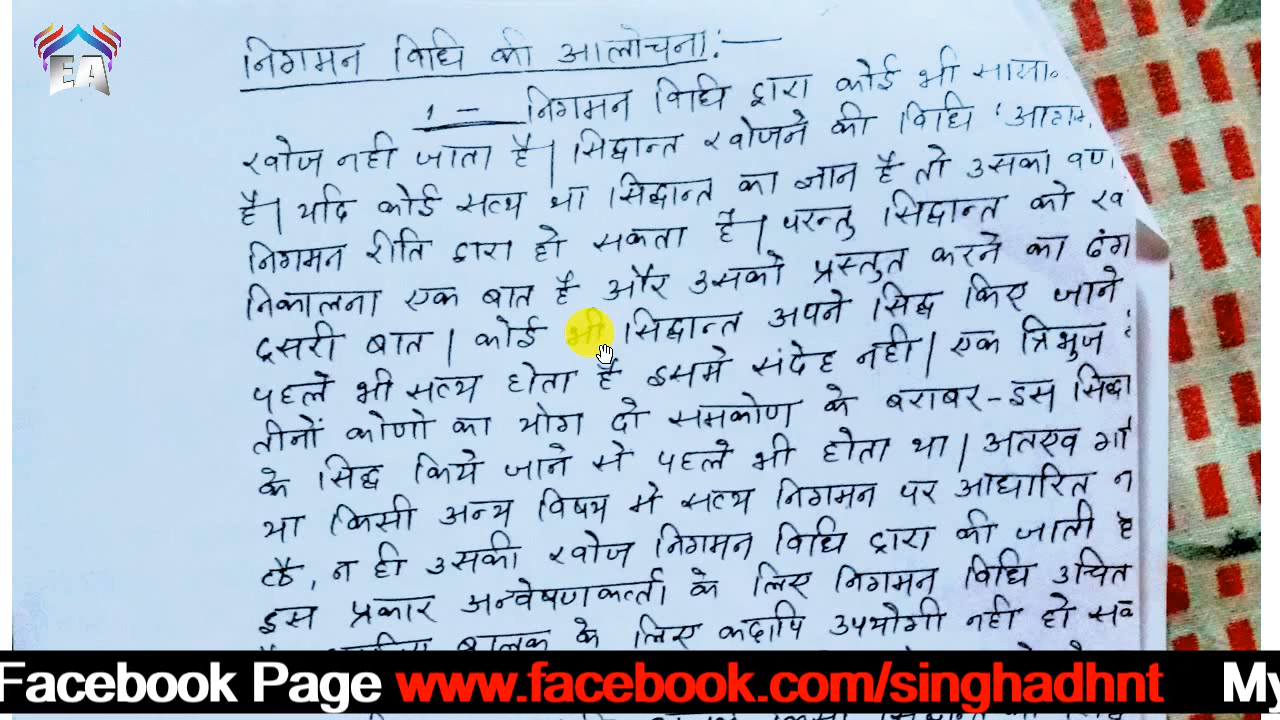 EA
निगमन विधि की आलोचना:—
1 — निगमन विधि द्वारा कोई भी
खोज नही जाता है। सिद्धान्त खोजने की विधि '
है। यदि कोई सत्य या सिद्धान्त का ज्ञान है तो उसका
निगमन रीति द्वारा हो सकता है। परन्तु सिद्धान्त को
निकालना एक बात है और उसको प्रस्तुत करने का ढंग
दूसरी बात। कोई भी सिद्धान्त अपने सिद्ध किए जाने
पहले भी सत्य होता है इसमे संदेह नही। एक त्रिभुज
तीनों कोणो का योग दो समकोण के बराबर-इस
के सिद्ध किये जाने से पहले भी होता था। अतएव
या किसी अन्य विषय मे सत्य निगमन पर आधारित
है, न ही उसकी खोज निगमन विधि द्वारा की जाती
इस प्रकार अन्वेषणकर्त्ता के लिए निगमन विधि उचित
बालक के लिए कदापि उपयोगी नही हो
Facebook Page www.facebook.com/singhadhnt My